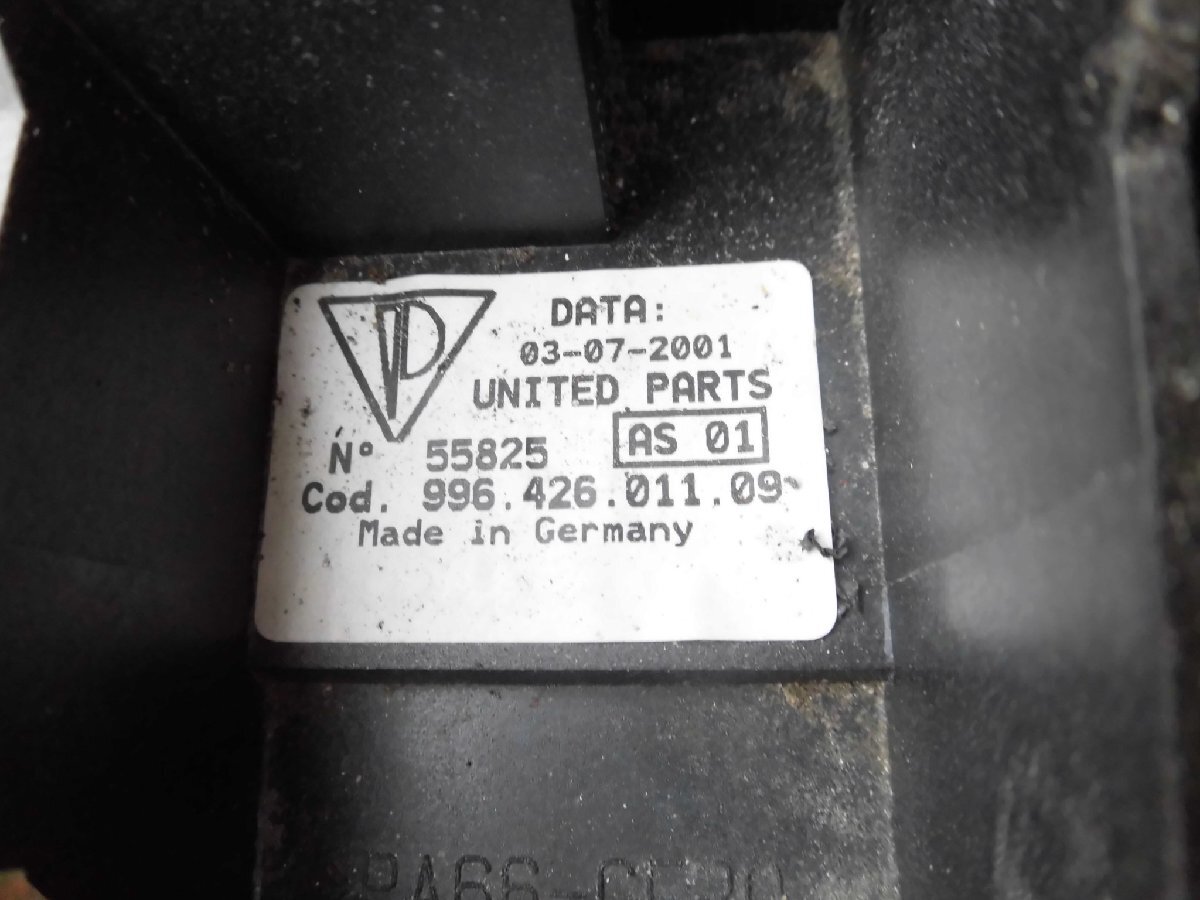 DATA:
03-07-2001
UNITED PARTS
N° 55825 AS 01
Cod. 996.426.011.09
Made in Germany